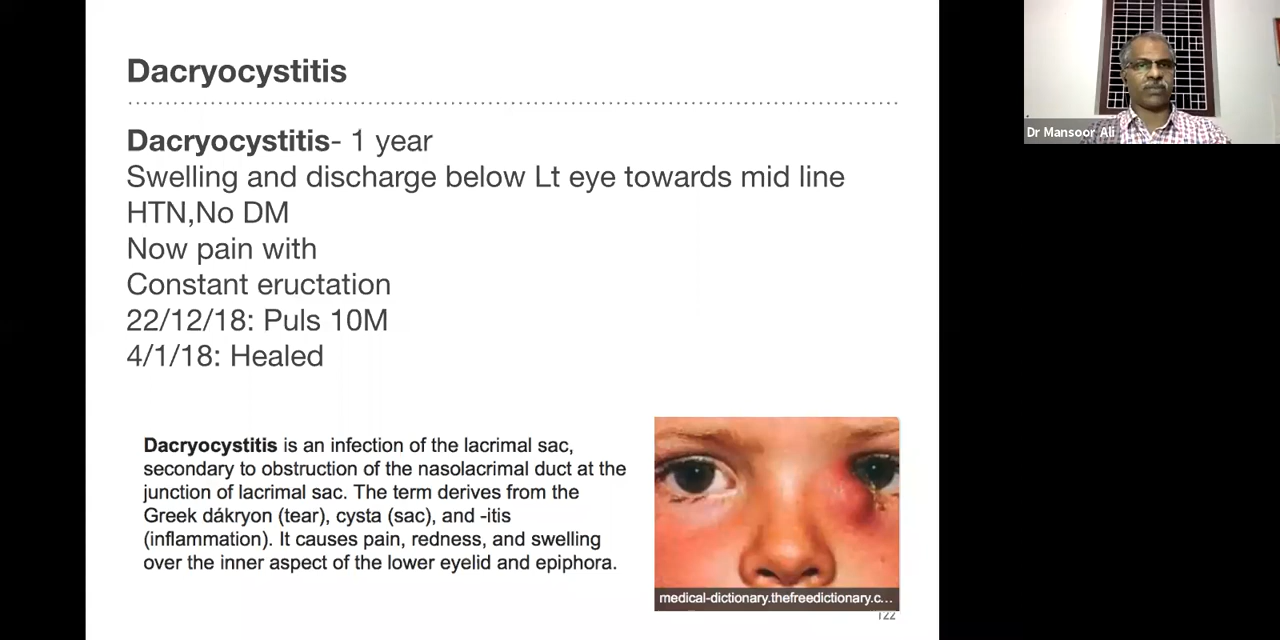 Dacryocystitis
Dacryocystitis- 1 year
Swelling and discharge below Lt eye towards mid line
HTN,No DM
Now pain with
Constant eructation
22/12/18: Puls 10M
4/1/18: Healed
Dacryocystitis is an infection of the lacrimal sac,
secondary to obstruction of the nasolacrimal duct at the
junction of lacrimal sac. The term derives from the
Greek dákryon (tear), cysta (sac), and -itis
(inflammation). It causes pain, redness, and swelling
over the inner aspect of the lower eyelid and epiphora.
medical-dictionary.thefreedictionary.c...
122
Dr Mansoor Ali